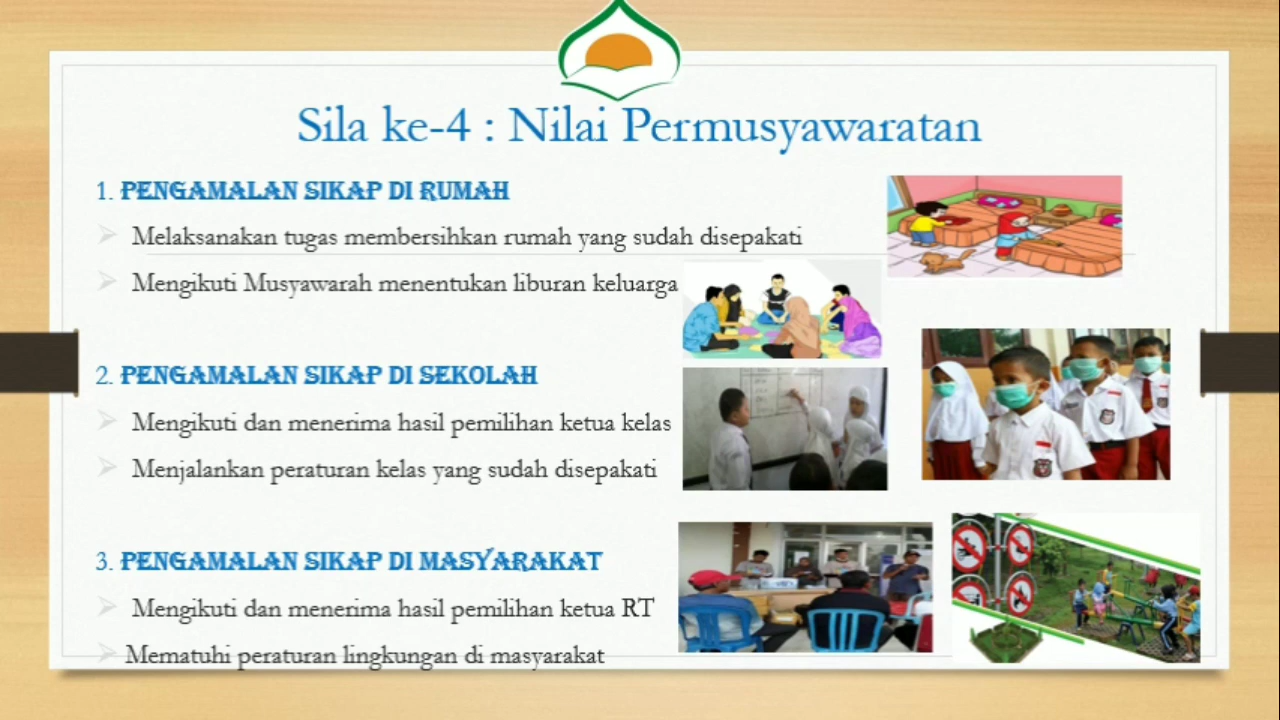 Sila ke-4 : Nilai Permusyawaratan
1. PENGAMALAN SIKAP DI RUMAH
Melaksanakan tugas membersihkan rumah yang sudah disepakati
Mengikuti Musyawarah menentukan liburan keluarga
2. PENGAMALAN SIKAP DI SEKOLAH
Mengikuti dan menerima hasil pemilihan ketua kelas
Menjalankan peraturan kelas yang sudah disepakati
3. PENGAMALAN SIKAP DI MASYARAKAT
Mengikuti dan menerima hasil pemilihan ketua RT
Mematuhi peraturan lingkungan di masyarakat